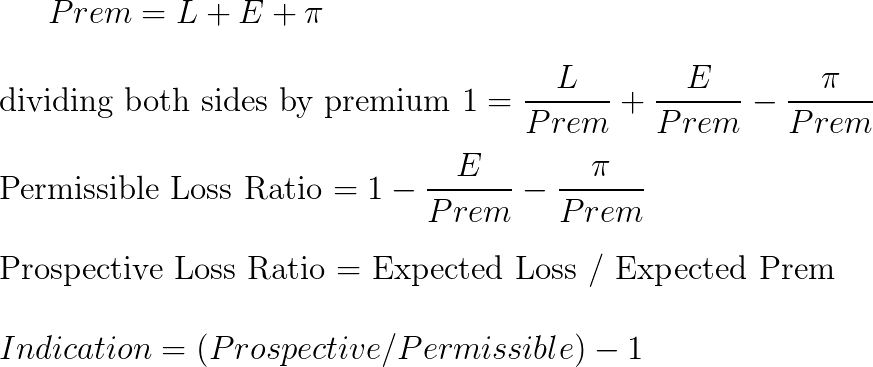 Prem = L + E + π
dividing both sides by premium 1 = L/Prem + E/Prem − π/Prem
Permissible Loss Ratio = 1 − E/Prem − π/Prem
Prospective Loss Ratio = Expected Loss / Expected Prem
Indication = (Prospective/Permissible) − 1